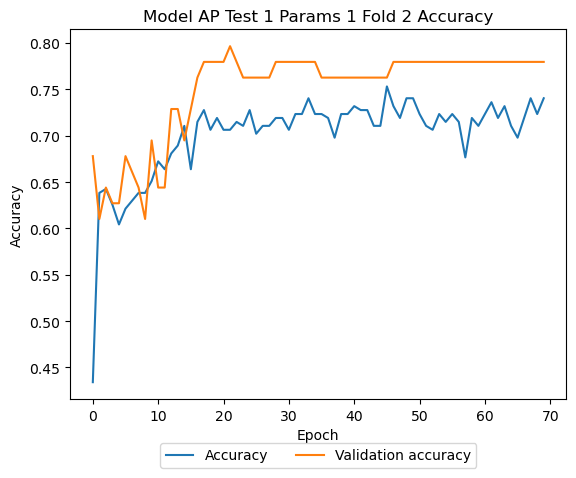 Model AP Test 1 Params 1 Fold 2 Accuracy
0.80
0.75
0.70
0.65
0.60
0.55
0.50
0.45
Accuracy
0 10 20 30 40 50 60 70
Epoch
Accuracy Validation accuracy